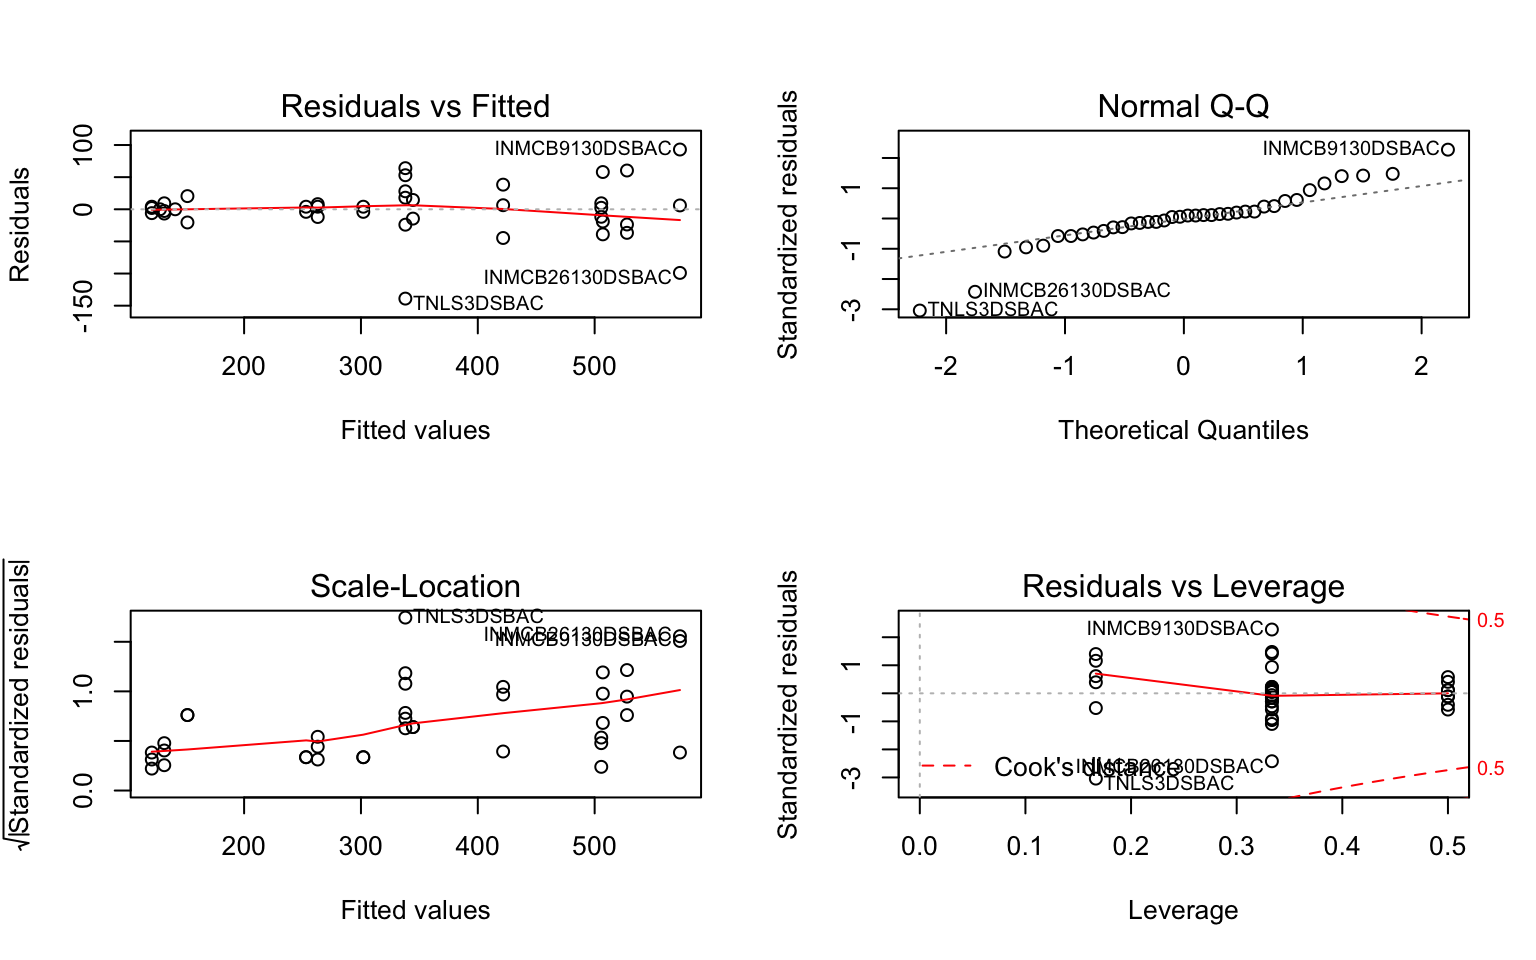 Residuals vs Fitted
Residuals
100
0
-150
INMCB9130DSBAC
INMCB26130DSBAC
TNLS3DSBAC
200 300 400 500
Fitted values
Normal Q-Q
Standardized residuals
1
-1
-3
INMCB9130DSBAC
INMCB26130DSBAC
TNLS3DSBAC
-2 -1 0 1 2
Theoretical Quantiles
Scale-Location
√|Standardized residuals|
1.0
0.0
TNLS3DSBAC
INMCB26130DSBAC
INMCB9130DSBAC
200 300 400 500
Fitted values
Residuals vs Leverage
Standardized residuals
1
-1
-3
INMCB9130DSBAC
0.5
INMCB26130DSBAC
Cook's distance
0.5
TNLS3DSBAC
0.0 0.1 0.2 0.3 0.4 0.5
Leverage